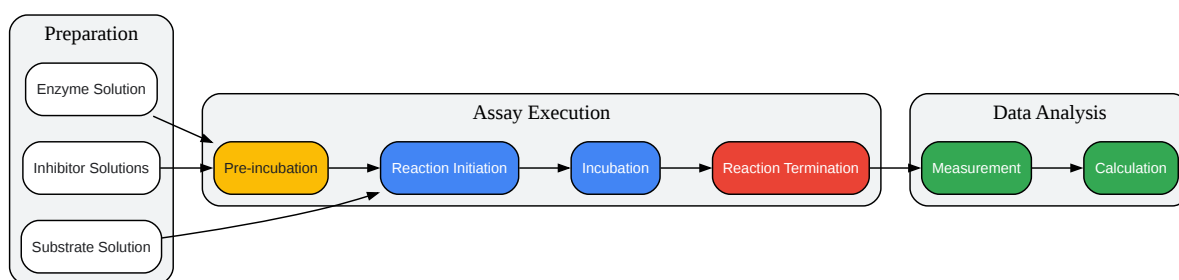 Preparation
Enzyme Solution
Inhibitor Solutions
Substrate Solution
Assay Execution
Pre-incubation
Reaction Initiation
Incubation
Reaction Termination
Data Analysis
Measurement
Calculation